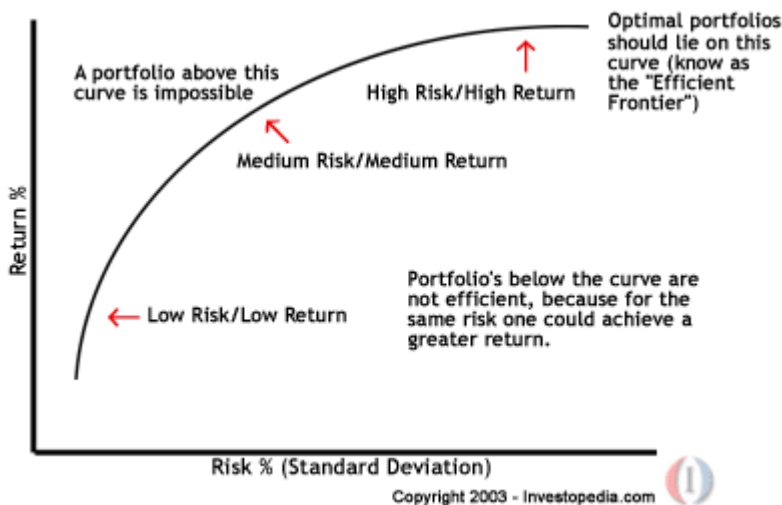 Optimal portfolios
should lie on this
curve (know as
the "Efficient
Frontier")
A portfolio above this
curve is impossible
High Risk/High Return
Medium Risk/Medium Return
Return %
Portfolio's below the curve are
not efficient, because for the
same risk one could achieve a
greater return.
Low Risk/Low Return
Risk % (Standard Deviation)
I
Copyright 2003 - Investopedia.com